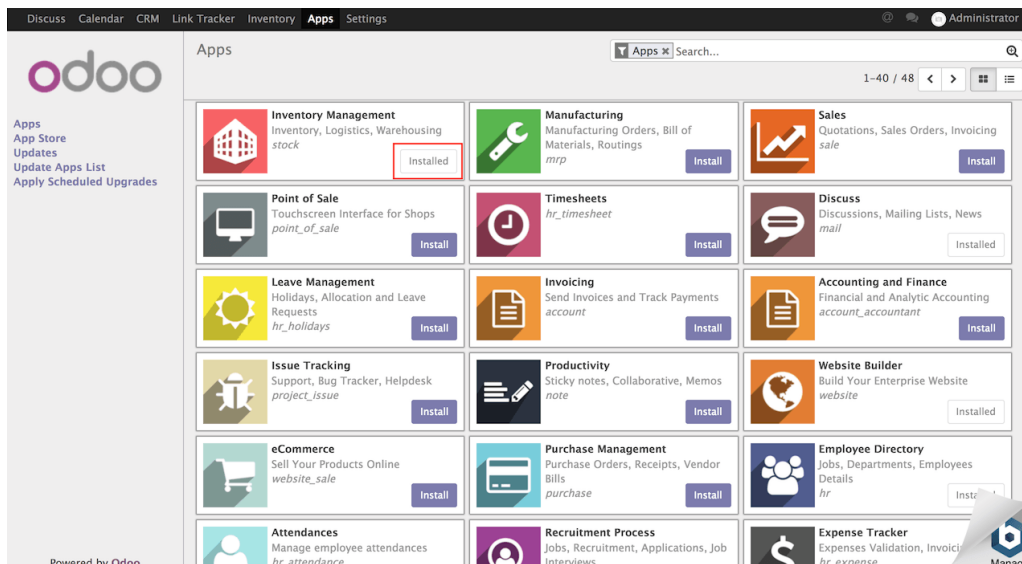 Discuss Calendar CRM Link Tracker Inventory Apps Settings @ Administrator
odoo
Apps
App Store
Updates
Update Apps List
Apply Scheduled Upgrades
Powered by Odoo
Apps
Apps × Search...
1-40 / 48
Inventory Management
Inventory, Logistics, Warehousing
stock
Installed
Manufacturing
Manufacturing Orders, Bill of
Materials, Routings
mrp
Install
Sales
Quotations, Sales Orders, Invoicing
sale
Install
Point of Sale
Touchscreen Interface for Shops
point_of_sale
Install
Timesheets
hr_timesheet
Install
Discuss
Discussions, Mailing Lists, News
mail
Installed
Leave Management
Holidays, Allocation and Leave
Requests
hr_holidays
Install
Invoicing
Send Invoices and Track Payments
account
Install
Accounting and Finance
Financial and Analytic Accounting
account_accountant
Install
Issue Tracking
Support, Bug Tracker, Helpdesk
project_issue
Install
Productivity
Sticky notes, Collaborative, Memos
note
Install
Website Builder
Build Your Enterprise Website
website
Installed
eCommerce
Sell Your Products Online
website_sale
Install
Purchase Management
Purchase Orders, Receipts, Vendor
Bills
purchase
Install
Employee Directory
Jobs, Departments, Employees
Details
hr
Attendances
Manage employee attendances
hr_attendance
Recruitment Process
Jobs, Recruitment, Applications, Job
Interviews
Expense Tracker
Expenses Validation, 
hr_expense